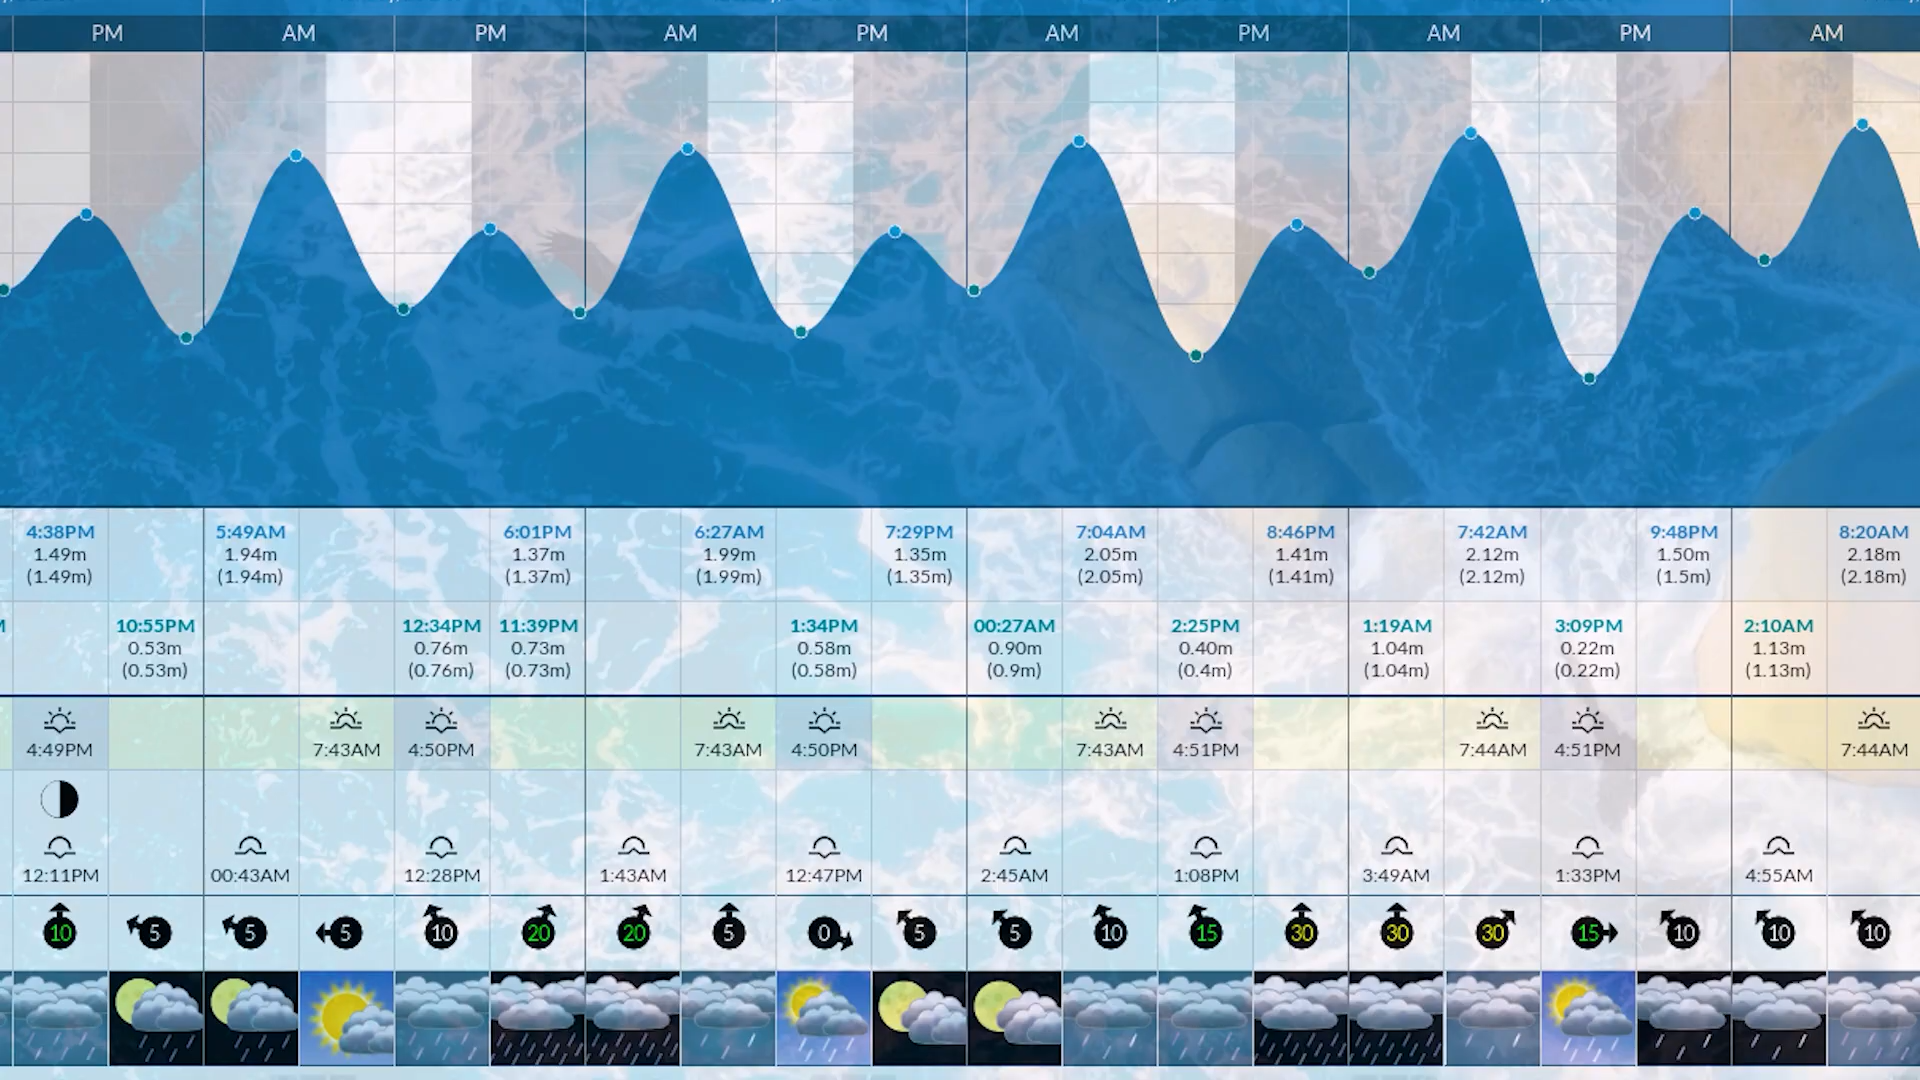 PM AM PM AM PM AM PM AM PM AM
4:38PM 5:49AM 6:01PM 6:27AM 7:29PM 7:04AM 8:46PM 7:42AM 9:48PM 8:20AM
1.49m 1.94m 1.37m 1.99m 1.35m 2.05m 1.41m 2.12m 1.50m 2.18m
(1.49m) (1.94m) (1.37m) (1.99m) (1.35m) (2.05m) (1.41m) (2.12m) (1.5m) (2.18m)
10:55PM 12:34PM 11:39PM 1:34PM 00:27AM 2:25PM 1:19AM 3:09PM 2:10AM
0.53m 0.76m 0.73m 0.58m 0.90m 0.40m 1.04m 0.22m 1.13m
(0.53m) (0.76m) (0.73m) (0.58m) (0.9m) (0.4m) (1.04m) (0.22m) (1.13m)
4:49PM 7:43AM 4:50PM 7:43AM 4:50PM 7:43AM 4:51PM 7:44AM 4:51PM 7:44AM
12:11PM 00:43AM 12:28PM 1:43AM 12:47PM 2:45AM 1:08PM 3:49AM 1:33PM 4:55AM
10 5 5 5 10 20 20 5 0 5 5 10 15 30 30 30 15 10 10 10